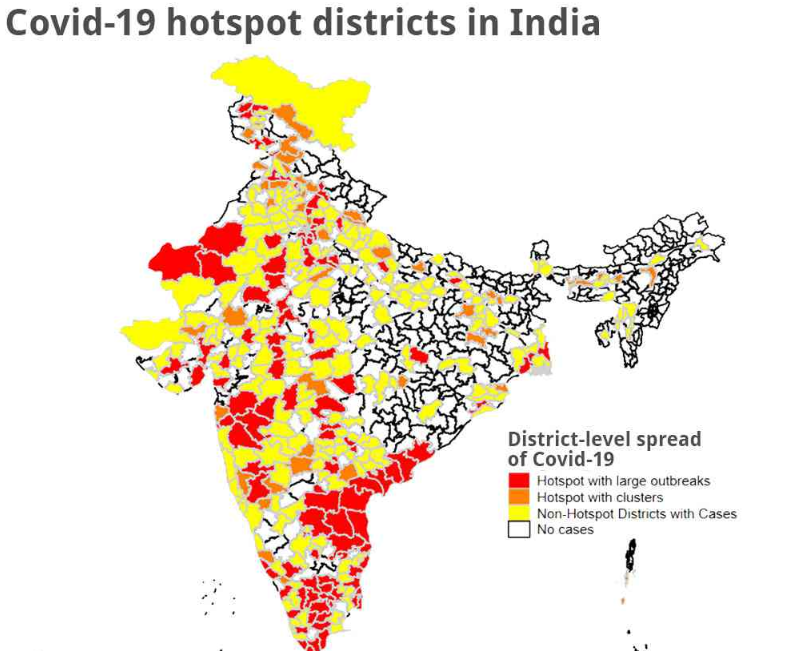 Covid-19 hotspot districts in India
District-level spread
of Covid-19
Hotspot with large outbreaks
Hotspot with clusters
Non-Hotspot Districts with Cases
No cases